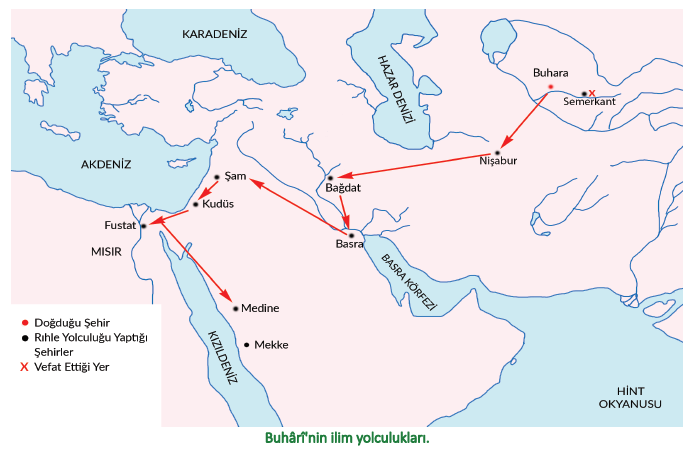 KARADENİZ
HAZAR DENİZİ
Buhara
X
Semerkant
Nişabur
AKDENİZ
Şam
Bağdat
Kudüs
Fustat
Basra
MISIR
BASRA KÖRFEZİ
Medine
Mekke
KIZILDENİZ
HİNT
OKYANUSU
Doğduğu Şehir
Rıhle Yolculuğu Yaptığı
Şehirler
X Vefat Ettiği Yer
Buhârî'nin ilim yolculukları.